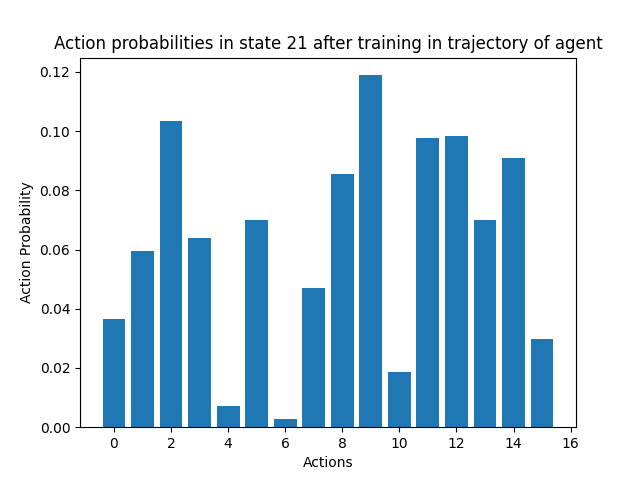 Action probabilities in state 21 after training in trajectory of agent
0.12
0.10
0.08
0.06
0.04
0.02
0.00
Action Probability
0 2 4 6 8 10 12 14 16
Actions